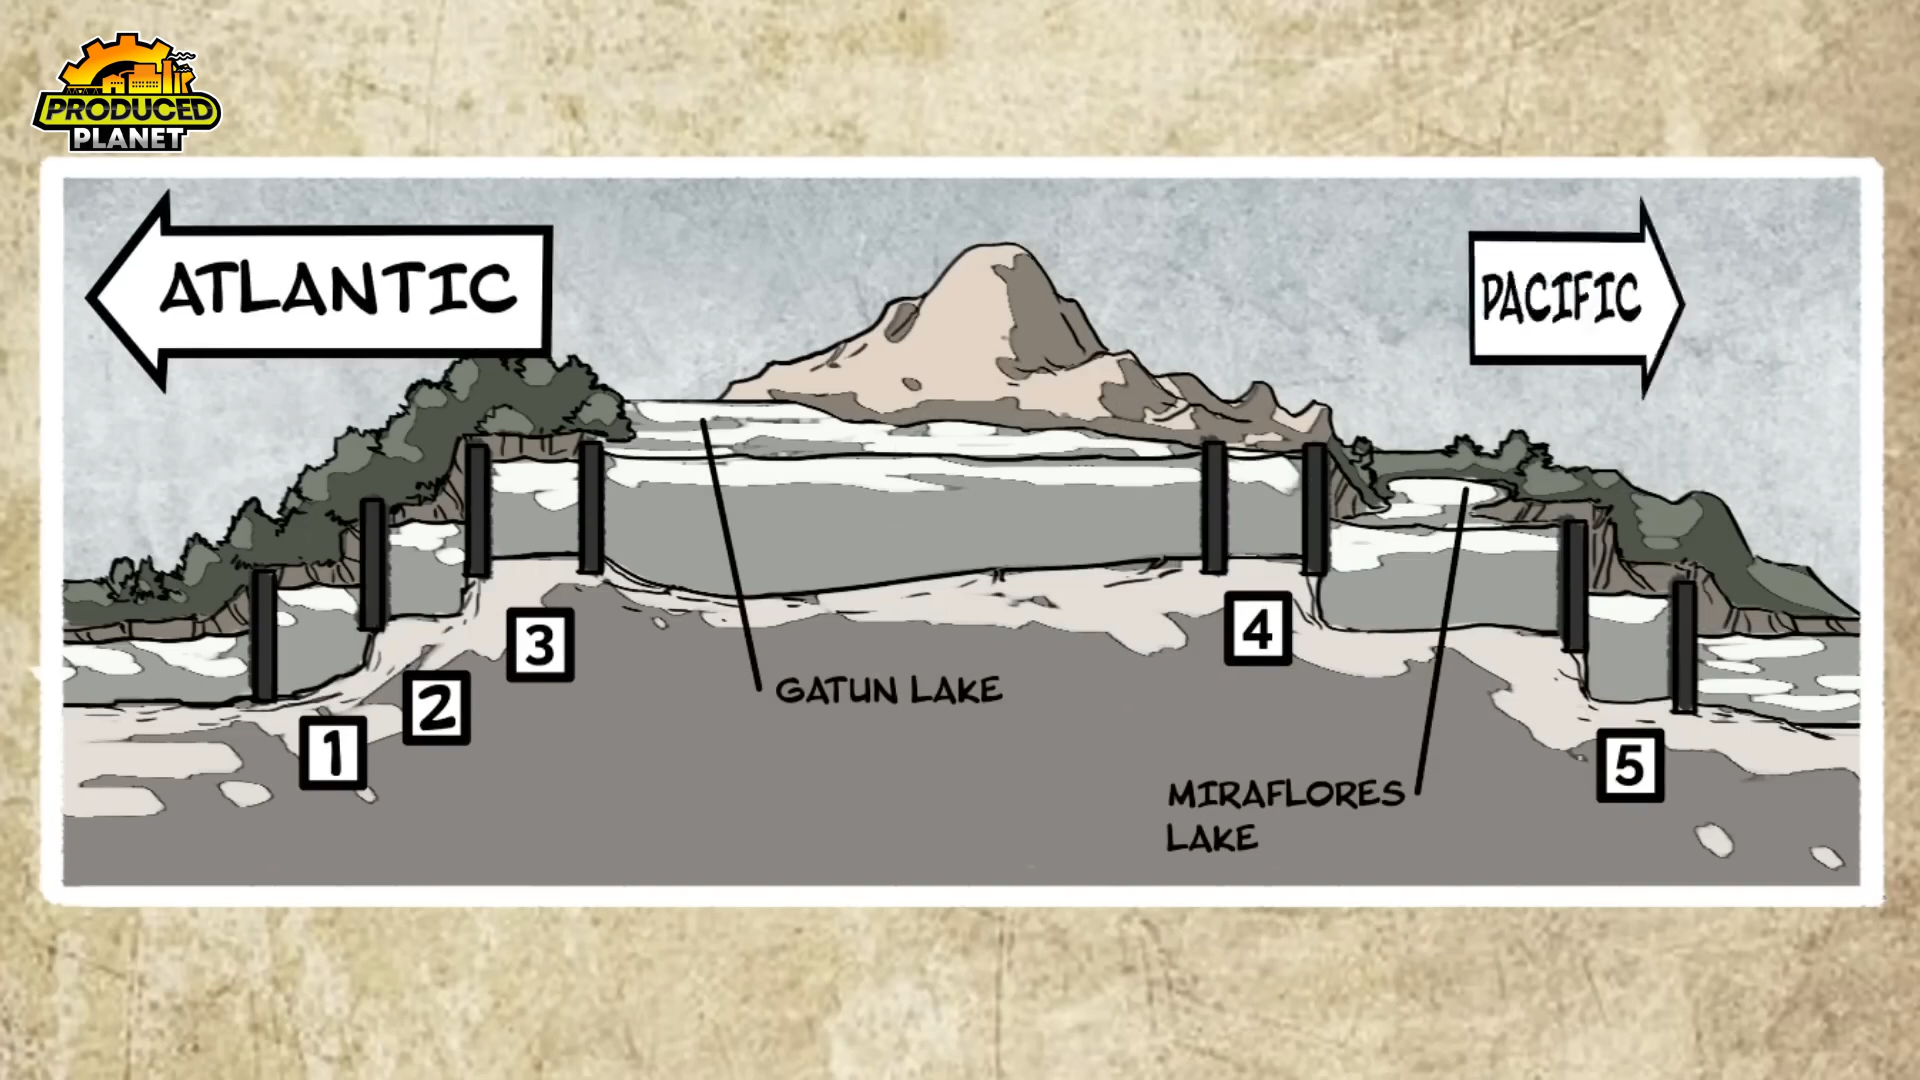 PRODUCED
PLANET
ATLANTIC
PACIFIC
3
4
2
GATUN LAKE
1
5
MIRAFLORES
LAKE